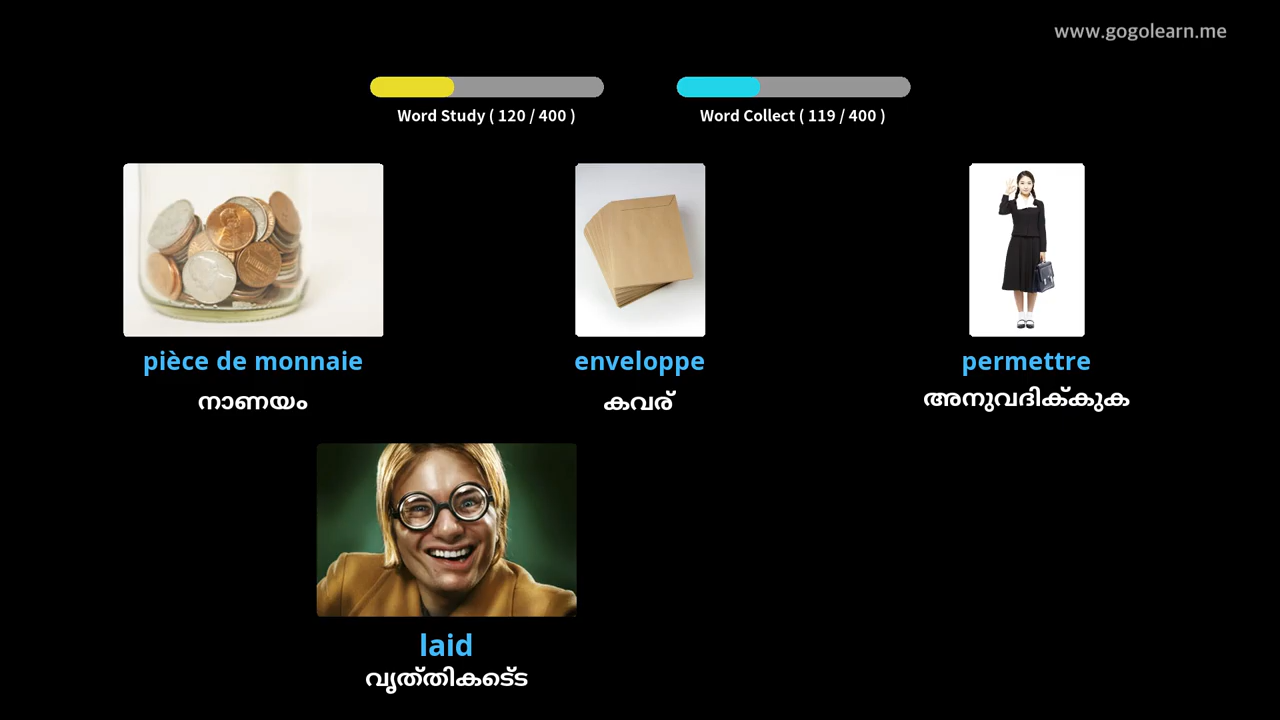 www.gogolearn.me
Word Study ( 120 / 400 )
Word Collect ( 119 / 400 )
pièce de monnaie
enveloppe
permettre
നാണയം
കവര്
അനുവദിക്കുക
laid
വൃത്തികട്ടെ